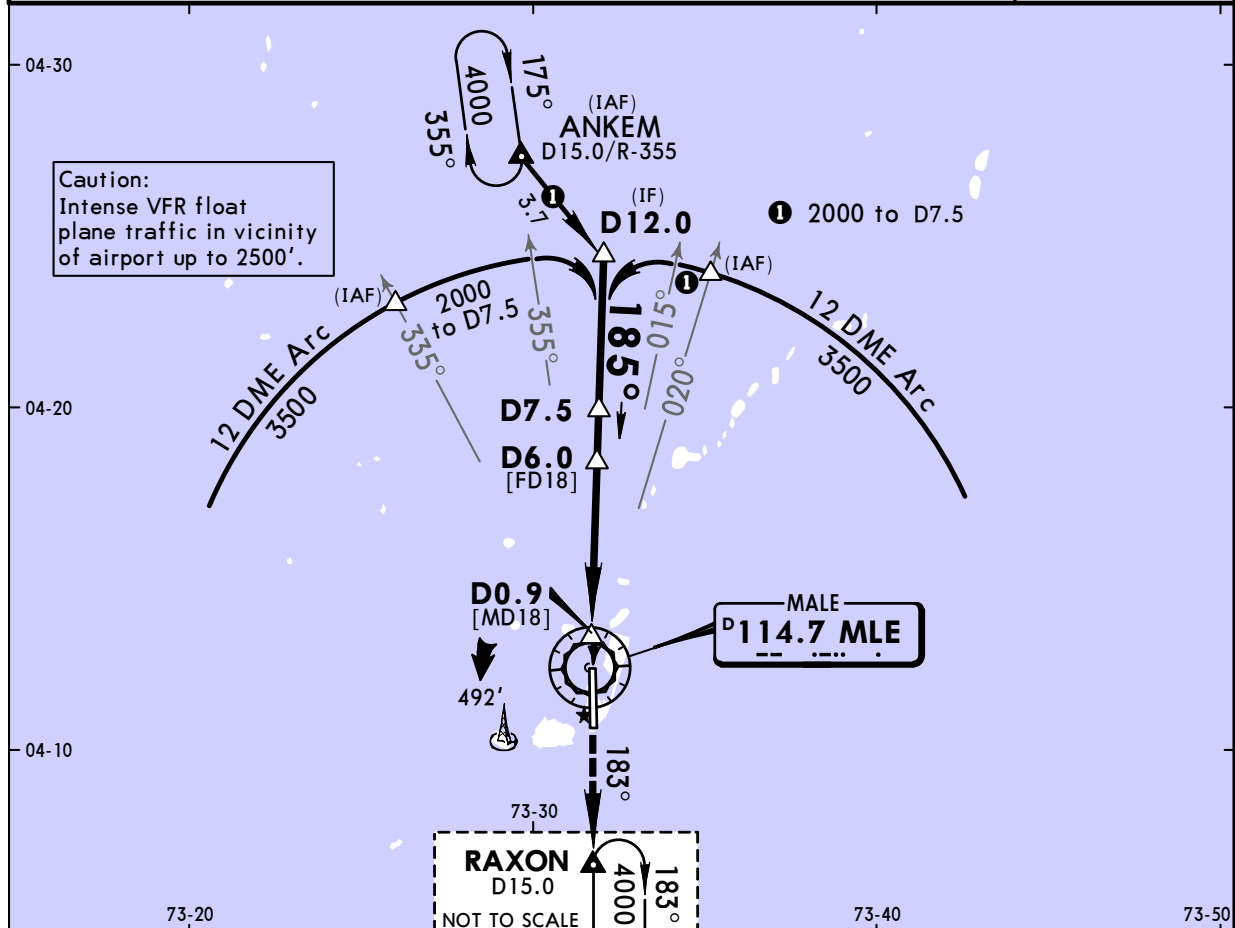 04-30
4000
175°
355°
(IAF)
ANKEM
D15.0/R-355
Caution:
Intense VFR float
plane traffic in vicinity
of airport up to 2500'.
1
3.7
(IF)
D12.0
1 2000 to D7.5
(IAF)
2000
to D7.5
1
(IAF)
12 DME Arc
3500
335°
355°
185°
015°
020°
12 DME Arc
3500
04-20
D7.5
D6.0
[FD18]
D0.9
[MD18]
MALE
D 114.7 MLE
-- .-.. .
492'
04-10
183°
73-30
RAXON
D15.0
NOT TO SCALE
4000
183°
73-20
73-40
73-50